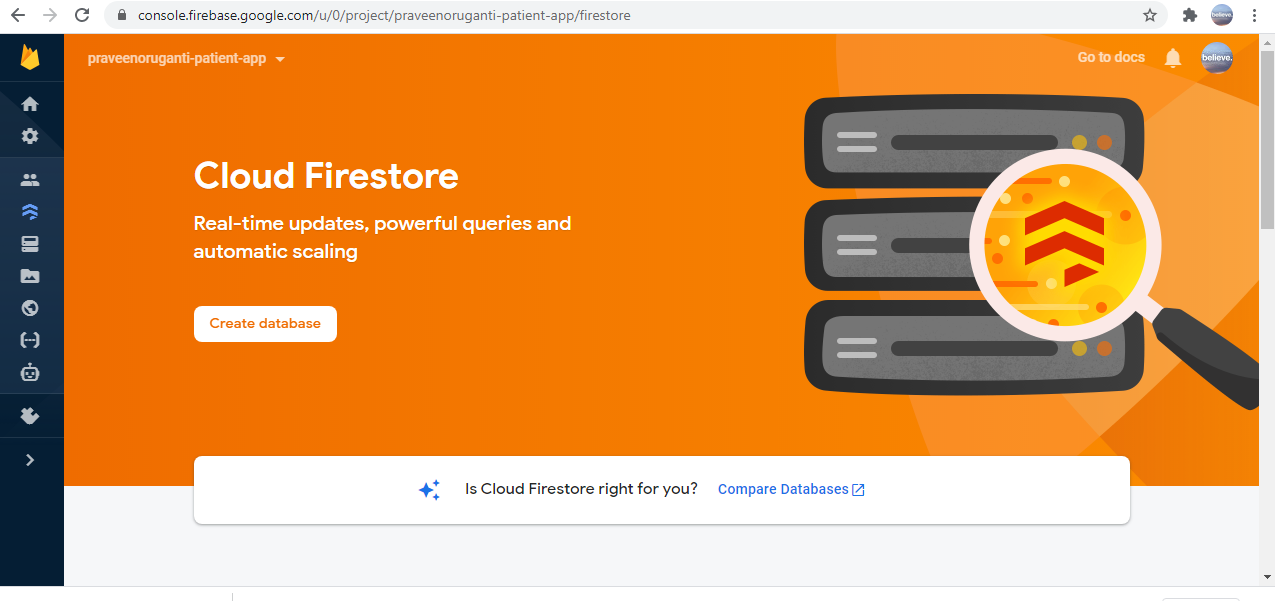 console.firebase.google.com/u/0/project/praveenoruganti-patient-app/firestore
believe.
praveenoruganti-patient-app
Go to docs
believe.
Cloud Firestore
Real-time updates, powerful queries and
automatic scaling
Create database
Is Cloud Firestore right for you? Compare Databases